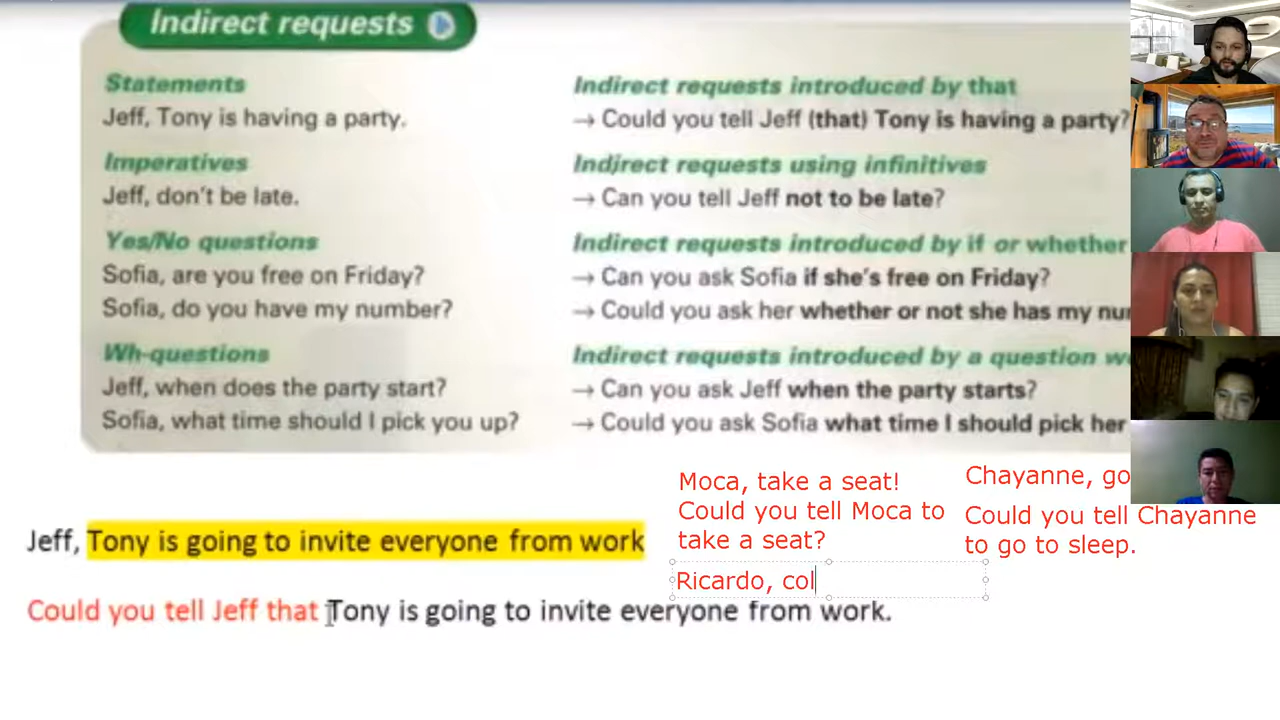 Indirect requests
Statements
Jeff, Tony is having a party.
Imperatives
Jeff, don't be late.
Yes/No questions
Sofia, are you free on Friday?
Sofia, do you have my number?
Wh-questions
Jeff, when does the party start?
Sofia, what time should I pick you up?
Indirect requests introduced by that
→ Could you tell Jeff (that) Tony is having a party?
Indirect requests using infinitives
→ Can you tell Jeff not to be late?
Indirect requests introduced by if or whether
→ Can you ask Sofia if she's free on Friday?
→ Could you ask her whether or not she has my
Indirect requests introduced by a question
→ Can you ask Jeff when the party starts?
→ Could you ask Sofia what time I should pick her
Jeff, Tony is going to invite everyone from work
Could you tell Jeff that Tony is going to invite everyone from work.
Moca, take a seat!
Could you tell Moca to
take a seat?
Ricardo, col
Chayanne, go
Could you tell Chayanne
to go to sleep.